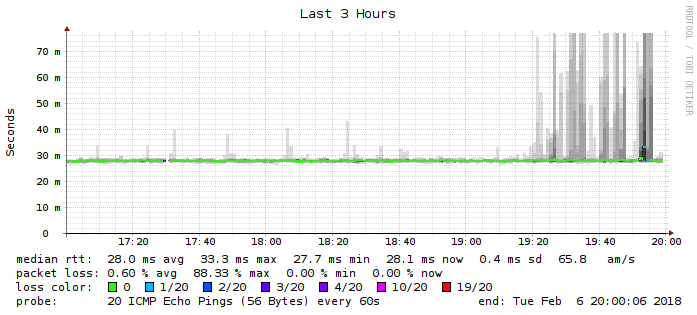 Last 3 Hours
RRDTOOL / TOBI OETIKER
Seconds
70 m
60 m
50 m
40 m
30 m
20 m
10 m
0
17:20 17:40 18:00 18:20 18:40 19:00 19:20 19:40 20:00
median rtt: 28.0 ms avg 33.3 ms max 27.7 ms min 28.1 ms now 0.4 ms sd 65.8 am/s
packet loss: 0.60 % avg 88.33 % max 0.00 % min 0.00 % now
loss color: 0 1/20 2/20 3/20 4/20 10/20 19/20
probe: 20 ICMP Echo Pings (56 Bytes) every 60s end: Tue Feb 6 20:00:06 2018